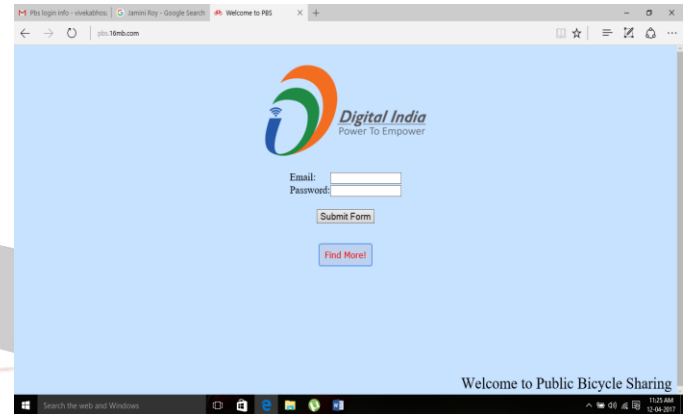 Pbs login info - vivekabhosa
Jamini Roy - Google Search
Welcome to PBS
pbs.16mb.com
Digital India
Power To Empower
Email:
Password:
Submit Form
Find More!
Welcome to Public Bicycle Sharing
Search the web and Windows
11:25 AM
12-04-2017